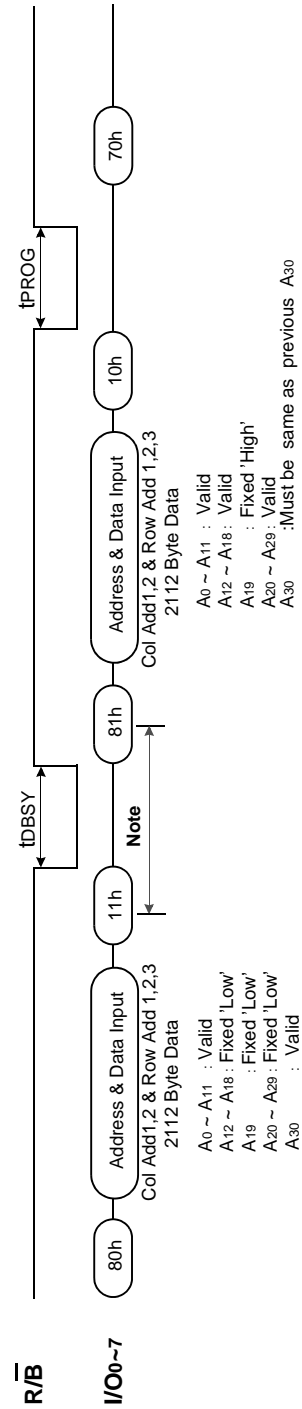 R/B
tDBSY
tPROG
I/O0~7
80h
Address & Data Input
11h
81h
Address & Data Input
10h
70h
Col Add1,2 & Row Add 1,2,3
2112 Byte Data
Note
Col Add1,2 & Row Add 1,2,3
2112 Byte Data
A0 ~ A11 : Valid
A12 ~ A18 : Fixed 'Low'
A19 : Fixed 'Low'
A20 ~ A29 : Fixed 'Low'
A30 : Valid
A0 ~ A11 : Valid
A12 ~ A18 : Valid
A19 : Fixed 'High'
A20 ~ A29 : Valid
A30 :Must be same as previous A30